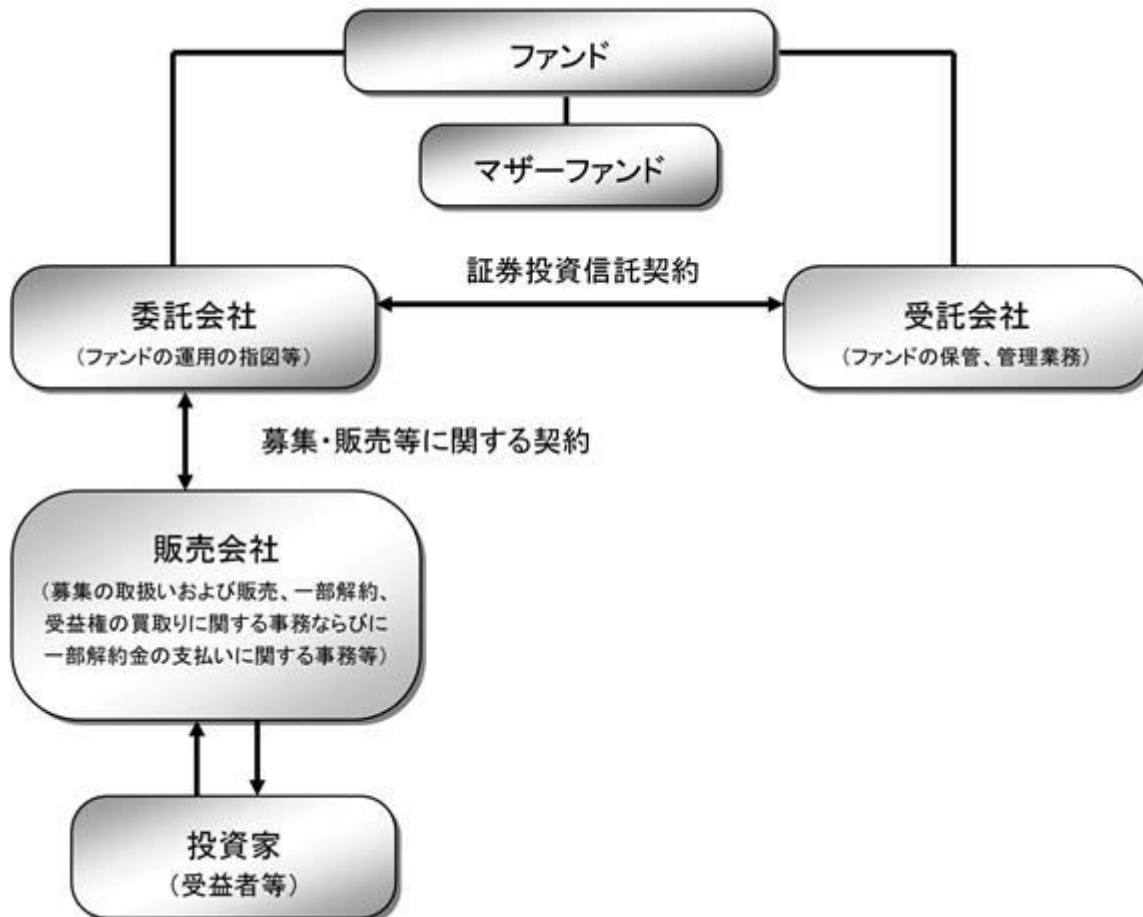 ファンド
マザーファンド
証券投資信託契約
委託会社
（ファンドの運用の指図等）
受託会社
（ファンドの保管、管理業務）
募集・販売等に関する契約
販売会社
（募集の取扱いおよび販売、一部解約、
受益権の買取りに関する事務ならびに
一部解約金の支払いに関する事務等）
投資家
（受益者等）